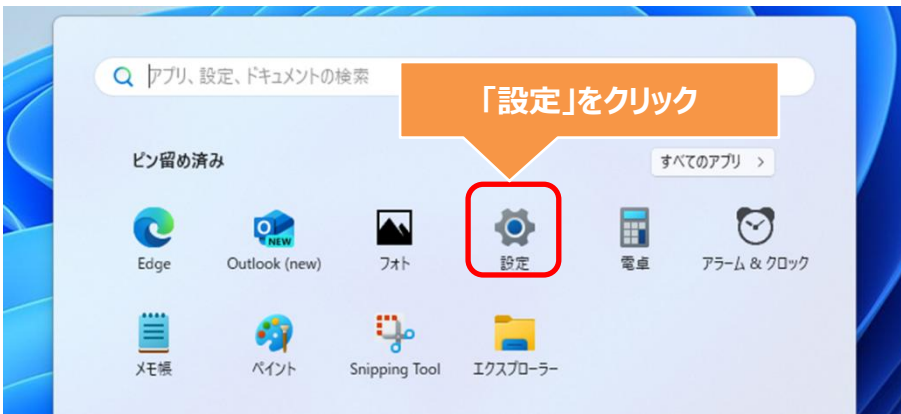 アプリ、設定、ドキュメントの検索
「設定」をクリック
ピン留め済み
すべてのアプリ >
Edge
Outlook (new)
フォト
設定
電卓
アラーム & クロック
メモ帳
ペイント
Snipping Tool
エクスプローラー
NEW